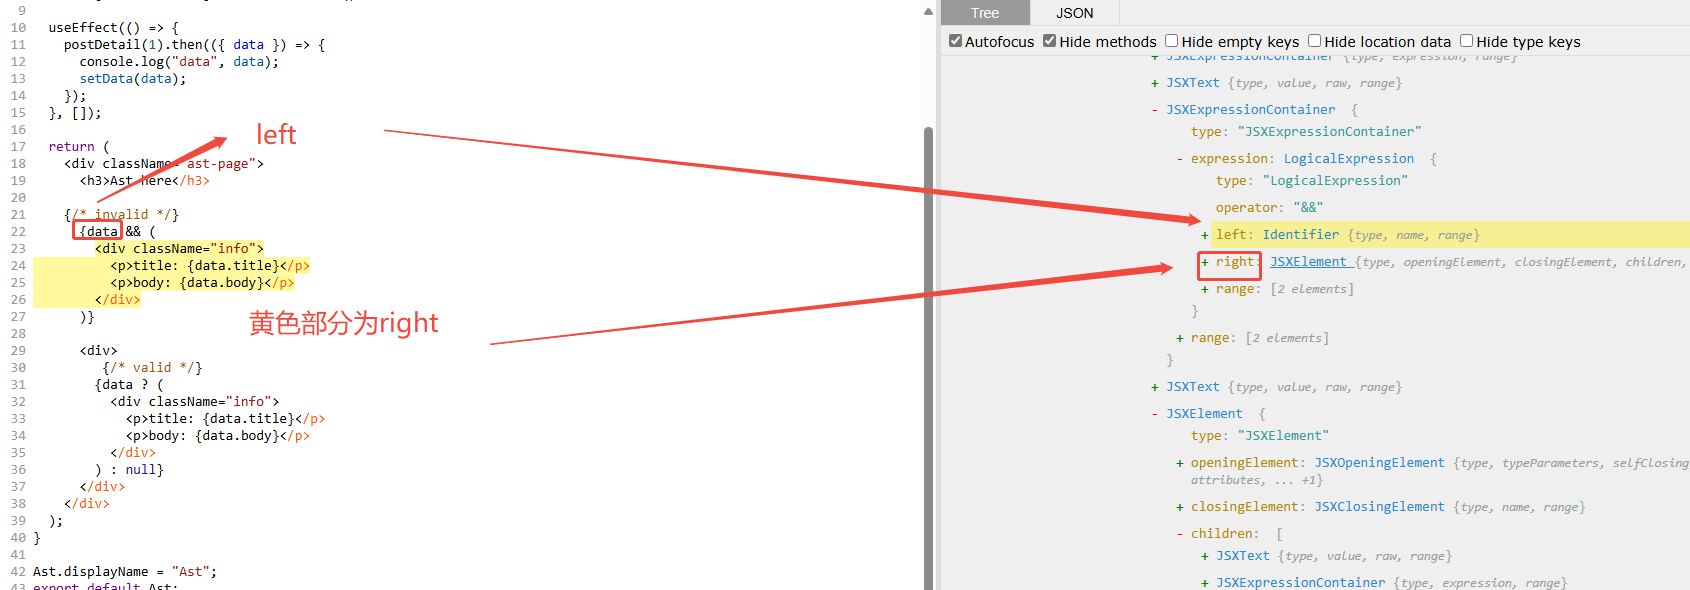 9
10 useEffect(() => {
11 postDetail(1).then(({ data }) => {
12 console.log("data", data);
13 setData(data);
14 });
15 }, []);
16
17 return (
18 <div className="ast-page">
19 <h3>Ast here</h3>
20
21 {/* invalid */}
22 {data && (
23 <div className="info">
24 <p>title: {data.title}</p>
25 <p>body: {data.body}</p>
26 </div>
27 )}
28
29 <div>
30 {/* valid */}
31 {data ? (
32 <div className="info">
33 <p>title: {data.title}</p>
34 <p>body: {data.body}</p>
35 </div>
36 ) : null}
37 </div>
38 </div>
39 );
40 }
41
42 Ast.displayName = "Ast";
43 export default Ast;
left
黄色部分为right
Tree JSON
Autofocus Hide methods Hide empty keys Hide location data Hide type keys
+ JSXExpressionContainer {type, expression, range}
+ JSXText {type, value, raw, range}
- JSXExpressionContainer {
type: "JSXExpressionContainer"
- expression: LogicalExpression {
type: "LogicalExpression"
operator: "&&"
+ left: Identifier {type, name, range}
+ right: JSXElement {type, openingElement, closingElement, children,
+ range: [2 elements]
}
+ range: [2 elements]
}
+ JSXText {type, value, raw, range}
- JSXElement {
type: "JSXElement"
+ openingElement: JSXOpeningElement {type, typeParameters, selfClosing,
attributes, ... +1}
+ closingElement: JSXClosingElement {type, name, range}
- children: [
+ JSXText {type, value, raw, range}
+ JSXExpressionContainer {type, expression, range}